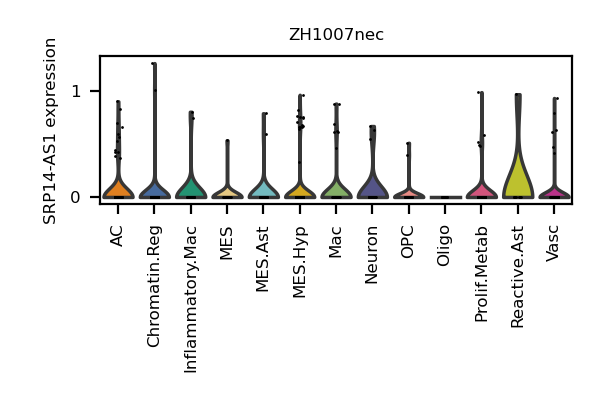 ZH1007nec
SRP14-AS1 expression
1
0
AC
Chromatin.Reg
Inflammatory.Mac
MES
MES.Ast
MES.Hyp
Mac
Neuron
OPC
Oligo
Prolif.Metab
Reactive.Ast
Vasc